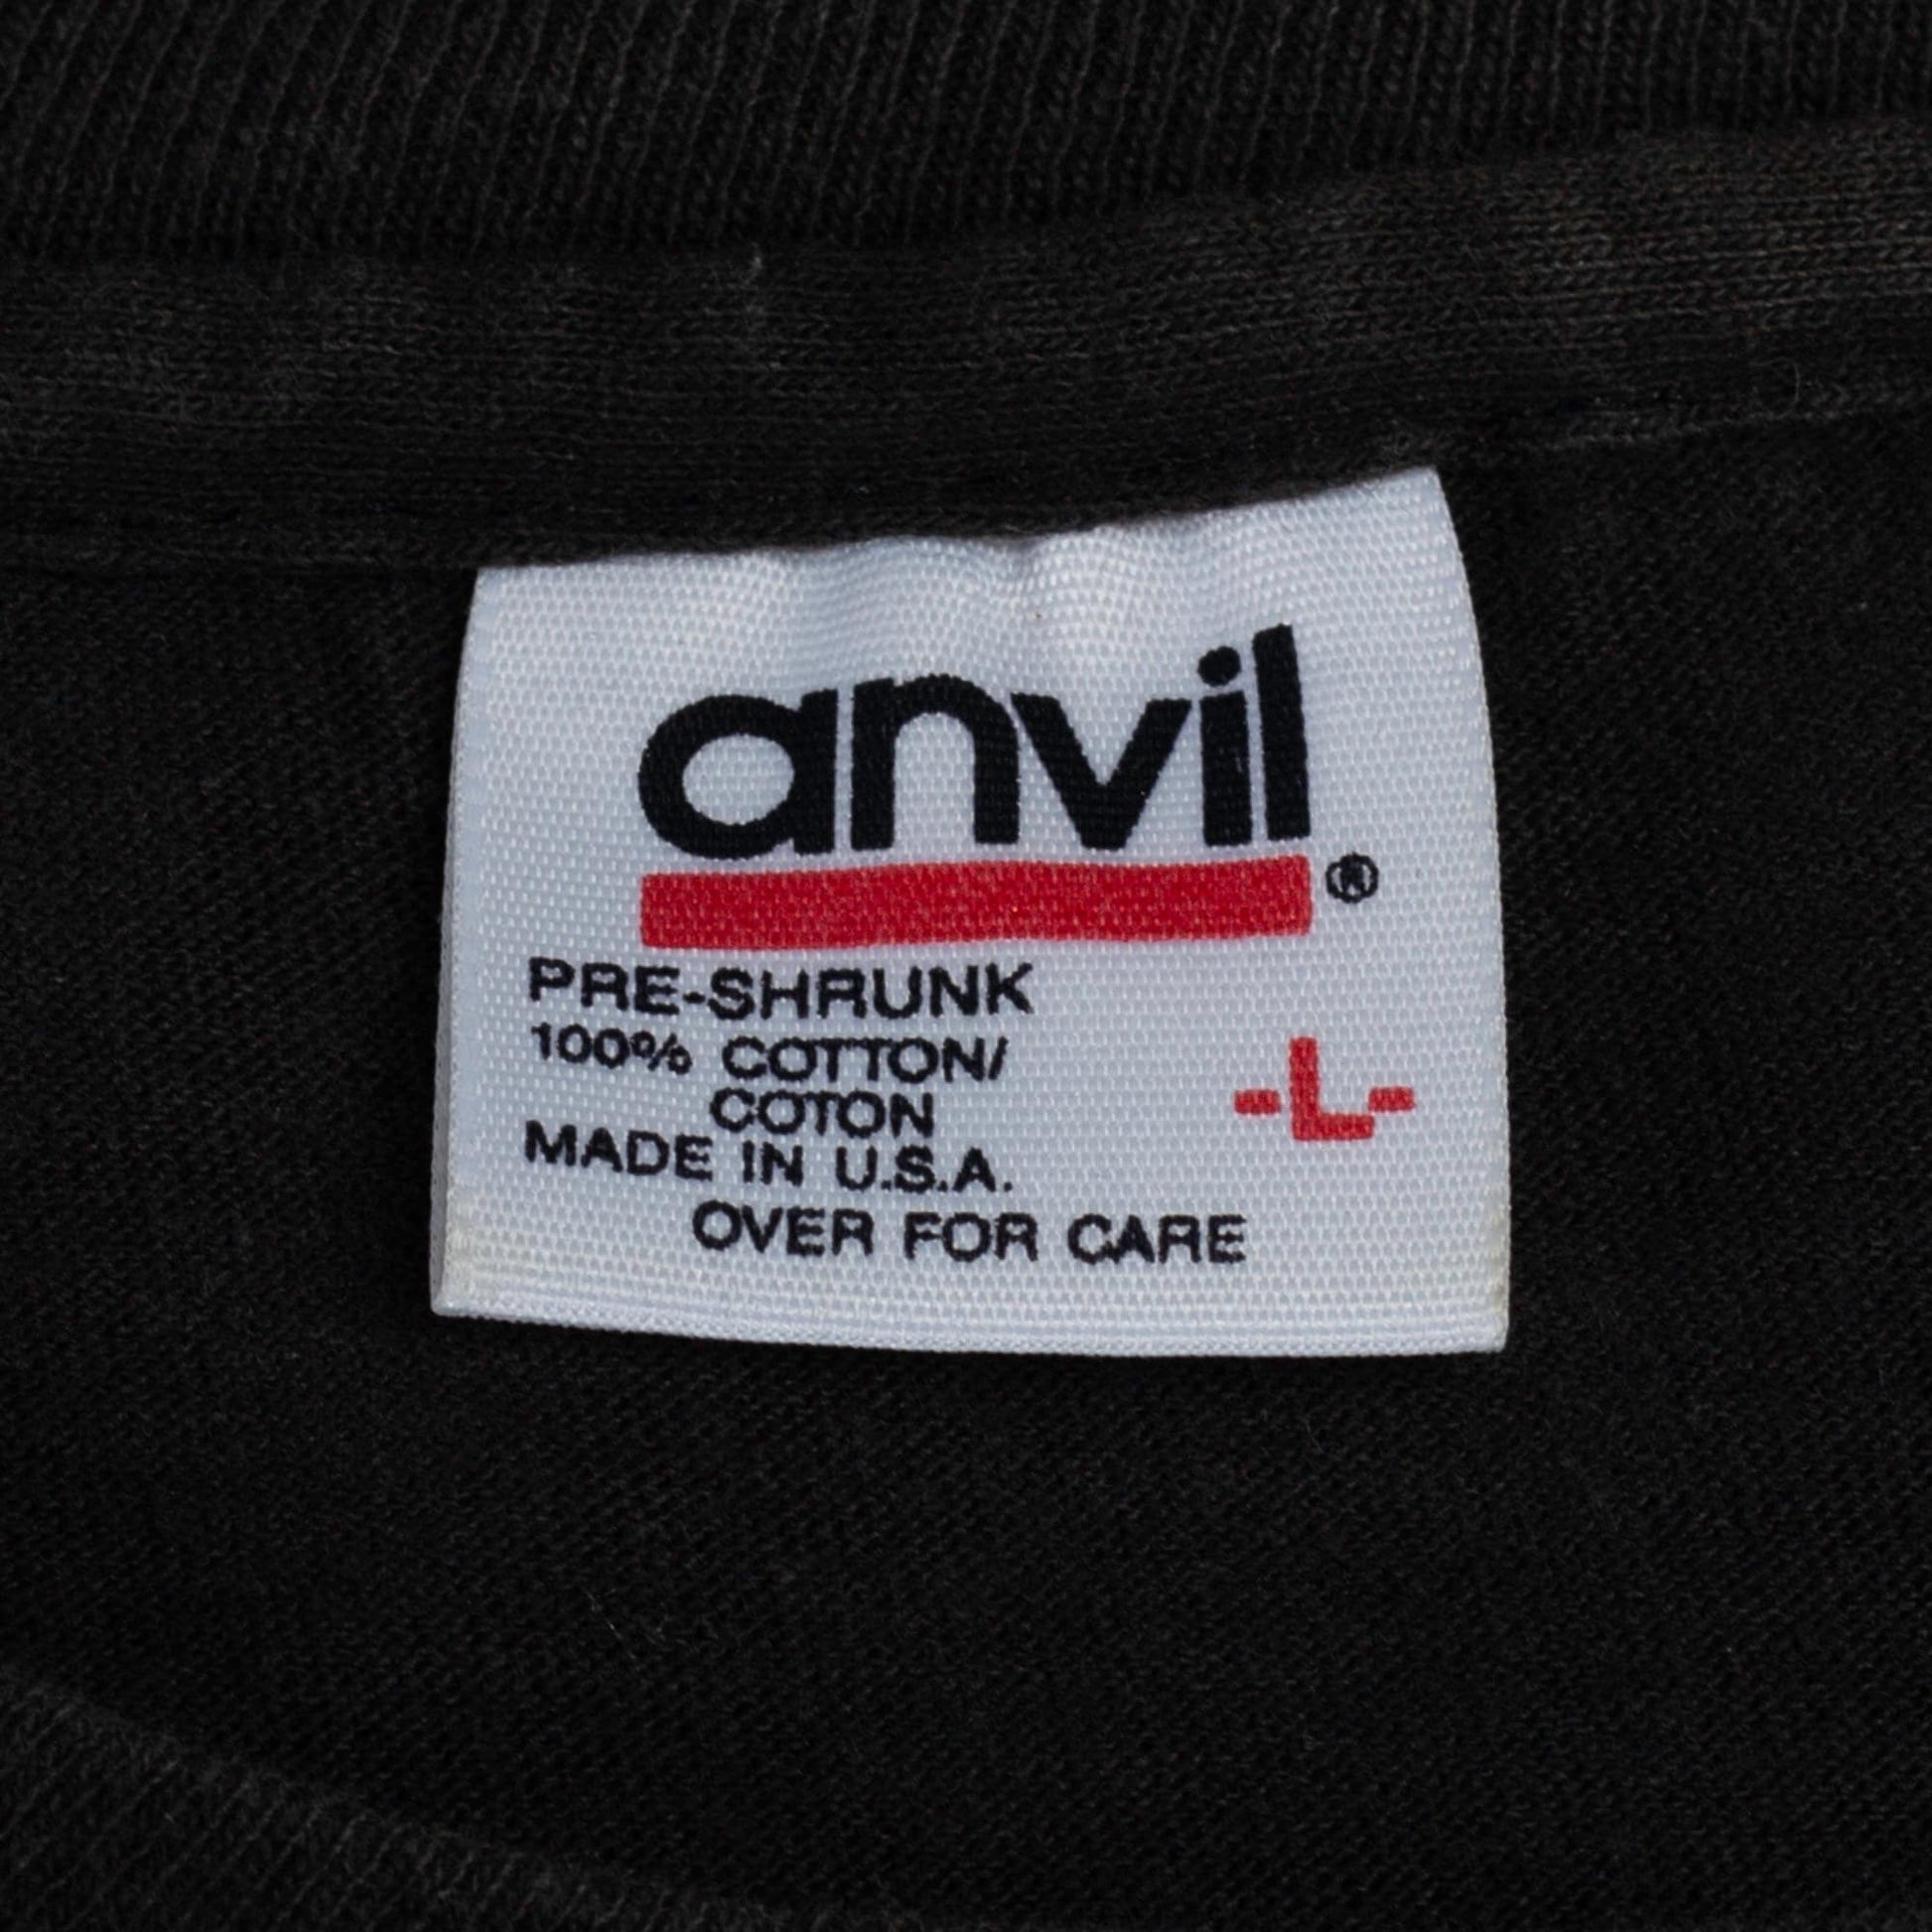 anvil®
PRE-SHRUNK
100% COTTON/
COTON
-L-
MADE IN U.S.A.
OVER FOR CARE